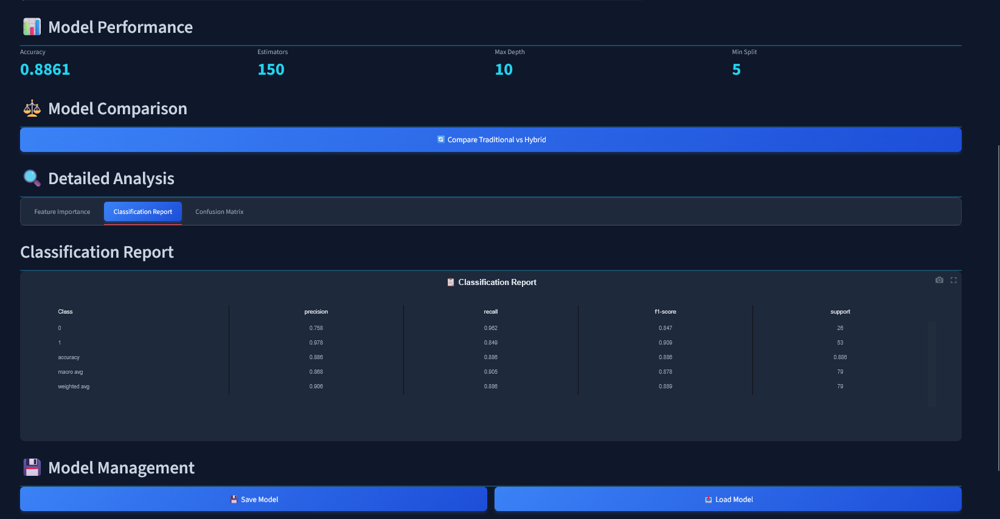 Model Performance
Accuracy Estimators Max Depth Min Split
0.8861 150 10 5
Model Comparison
Compare Traditional vs Hybrid
Detailed Analysis
Feature Importance Classification Report Confusion Matrix
Classification Report
Classification Report
Class precision recall f1-score support
0 0.758 0.962 0.847 26
1 0.978 0.849 0.909 53
accuracy 0.886 0.886 0.886 0.886
macro avg 0.868 0.905 0.878 79
weighted avg 0.906 0.886 0.889 79
Model Management
Save Model Load Model